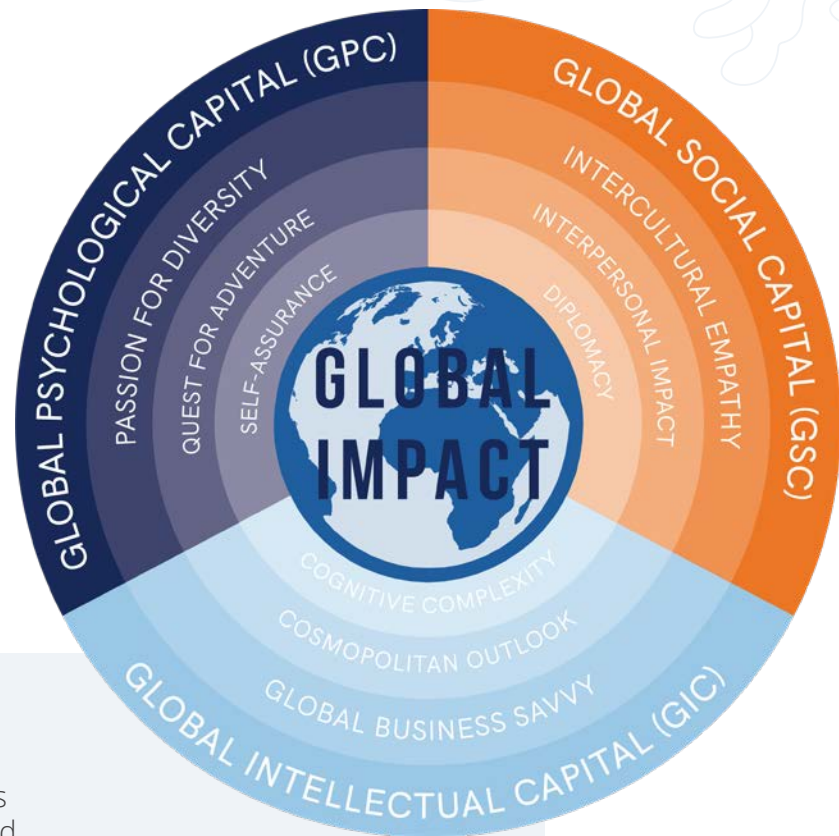 GLOBAL PSYCHOLOGICAL CAPITAL (GPC)
PASSION FOR DIVERSITY
QUEST FOR ADVENTURE
SELF-ASSURANCE
GLOBAL SOCIAL CAPITAL (GSC)
INTERCULTURAL EMPATHY
INTERPERSONAL IMPACT
DIPLOMACY
GLOBAL
IMPACT
COGNITIVE COMPLEXITY
COSMOPOLITAN OUTLOOK
GLOBAL BUSINESS SAVVY
GLOBAL INTELLECTUAL CAPITAL (GIC)